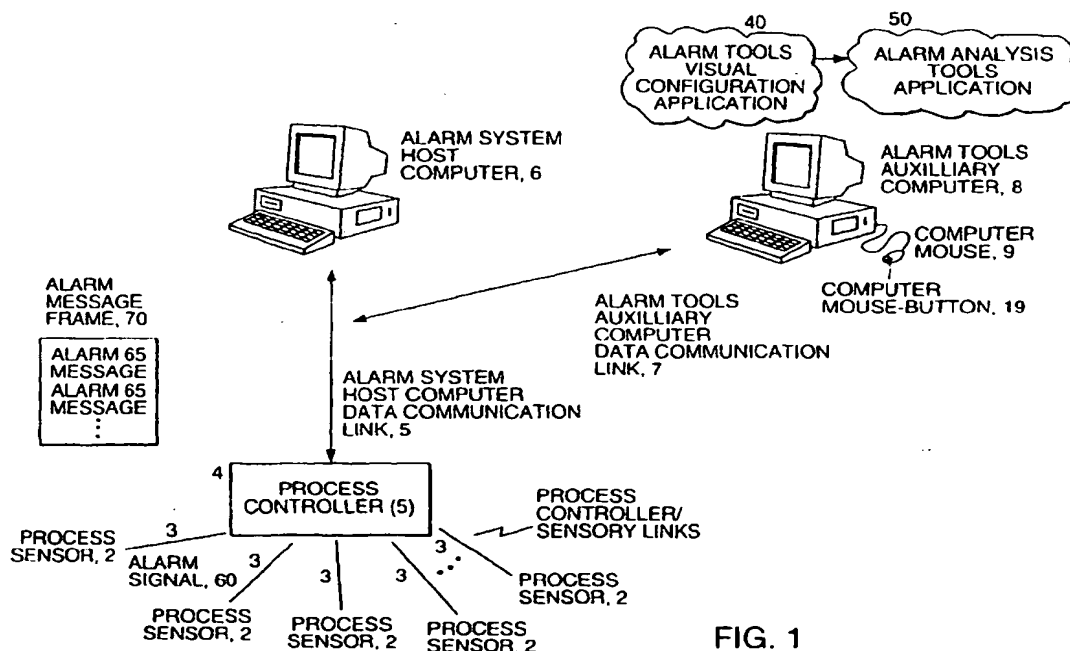 40
ALARM TOOLS
VISUAL
CONFIGURATION
APPLICATION
50
ALARM ANALYSIS
TOOLS
APPLICATION
ALARM SYSTEM
HOST
COMPUTER, 6
ALARM TOOLS
AUXILLIARY
COMPUTER, 8
COMPUTER
MOUSE, 9
COMPUTER
MOUSE-BUTTON, 19
ALARM
MESSAGE
FRAME, 70
ALARM 65
MESSAGE
ALARM 65
MESSAGE
ALARM TOOLS
AUXILLIARY
COMPUTER
DATA COMMUNICATION
LINK, 7
ALARM SYSTEM
HOST COMPUTER
DATA COMMUNICATION
LINK, 5
4
PROCESS
CONTROLLER (5)
PROCESS
CONTROLLER/
SENSORY LINKS
PROCESS
SENSOR, 2
3
ALARM
SIGNAL, 60
3
3
3
3
PROCESS
SENSOR, 2
PROCESS
SENSOR, 2
PROCESS
SENSOR, 2
PROCESS
SENSOR, 2
FIG. 1